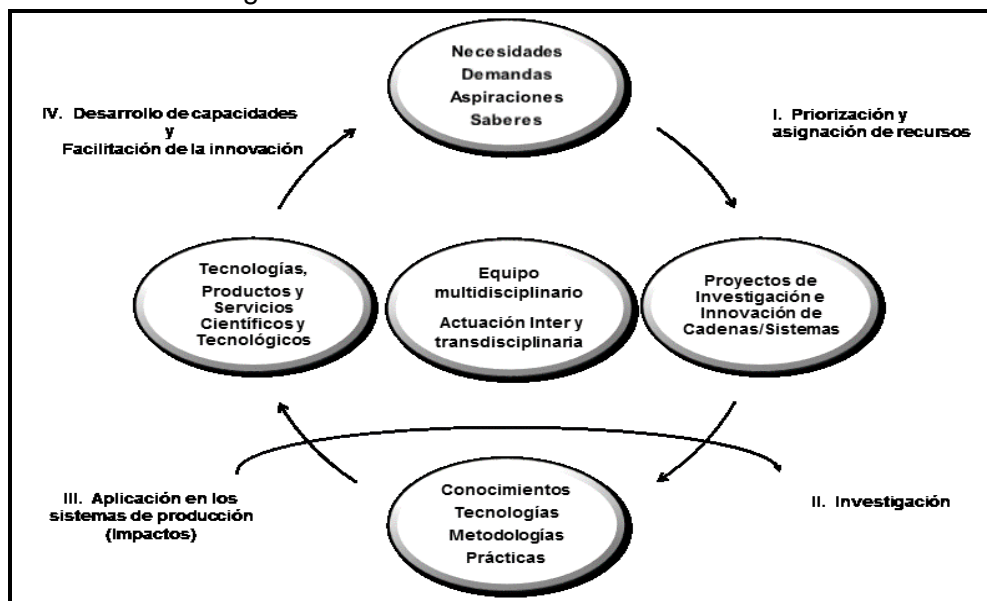 Necesidades
Demandas
Aspiraciones
Saberes
IV. Desarrollo de capacidades
y
Facilitación de la innovación
I. Priorización y
asignación de recursos
Tecnologías,
Productos y
Servicios
Científicos y
Tecnológicos
Equipo
multidisciplinario
Actuación Inter y
transdisciplinaria
Proyectos de
Investigación e
Innovación de
Cadenas/Sistemas
III. Aplicación en los
sistemas de producción
(Impactos)
II. Investigación
Conocimientos
Tecnologías
Metodologías
Prácticas